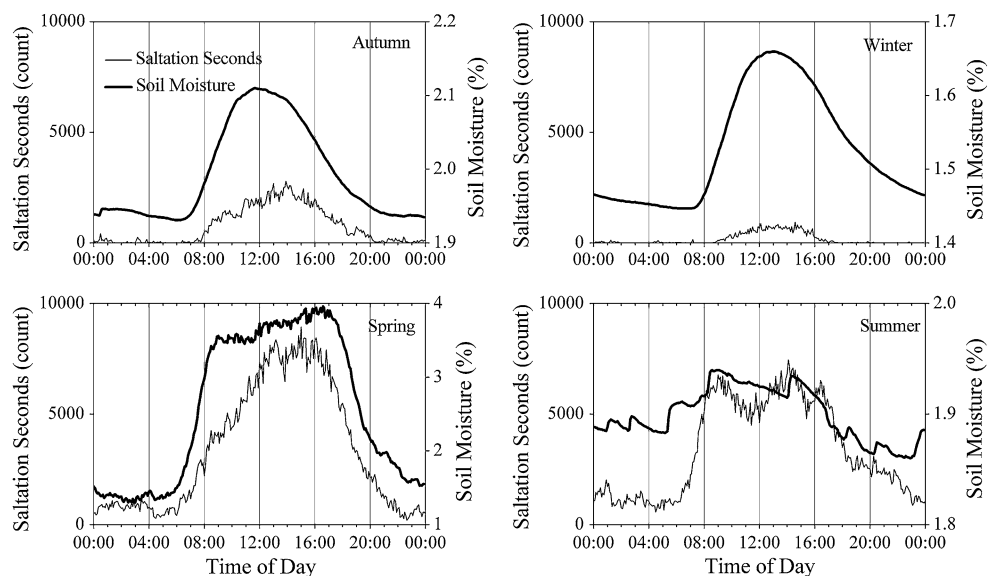 10000
5000
0
Saltation Seconds (count)
Autumn
Saltation Seconds
Soil Moisture
2.2
2.1
2.0
1.9
Soil Moisture (%)
00:00 04:00 08:00 12:00 16:00 20:00 00:00
10000
5000
0
Saltation Seconds (count)
Winter
1.7
1.6
1.5
1.4
Soil Moisture (%)
00:00 04:00 08:00 12:00 16:00 20:00 00:00
10000
5000
0
Saltation Seconds (count)
Spring
4
3
2
1
Soil Moisture (%)
00:00 04:00 08:00 12:00 16:00 20:00 00:00
Time of Day
10000
5000
0
Saltation Seconds (count)
Summer
2.0
1.9
1.8
Soil Moisture (%)
00:00 04:00 08:00 12:00 16:00 20:00 00:00
Time of Day